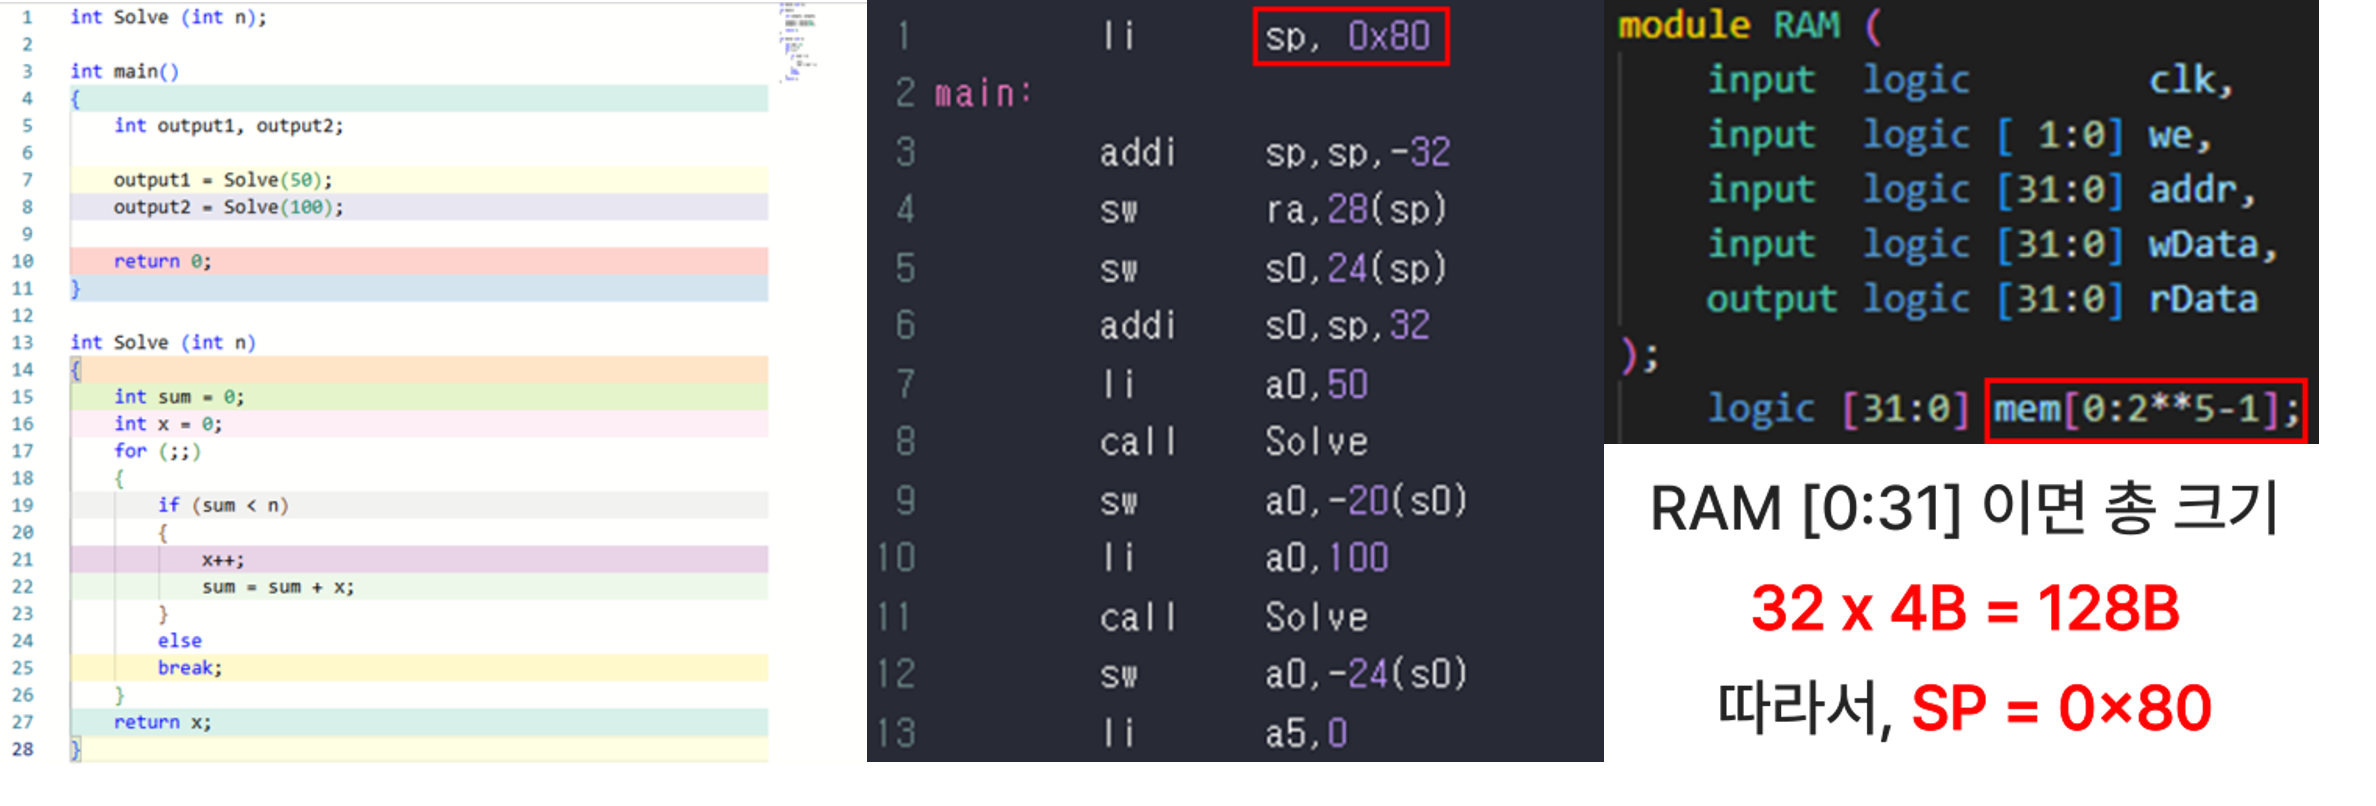 1 int Solve (int n);
2
3 int main()
4 {
5 int output1, output2;
6
7 output1 = Solve(50);
8 output2 = Solve(100);
9
10 return 0;
11 }
12
13 int Solve (int n)
14 {
15 int sum = 0;
16 int x = 0;
17 for (;;)
18 {
19 if (sum < n)
20 {
21 x++;
22 sum = sum + x;
23 }
24 else
25 break;
26 }
27 return x;
28 }
1 li sp, 0x80
2 main:
3 addi sp,sp,-32
4 sw ra,28(sp)
5 sw s0,24(sp)
6 addi s0,sp,32
7 li a0,50
8 call Solve
9 sw a0,-20(s0)
10 li a0,100
11 call Solve
12 sw a0,-24(s0)
13 li a5,0
module RAM (
input logic clk,
input logic [ 1:0] we,
input logic [31:0] addr,
input logic [31:0] wData,
output logic [31:0] rData
);
logic [31:0] mem[0:2**5-1];
RAM [0:31] 이면 총 크기
32 x 4B = 128B
따라서, SP = 0×80